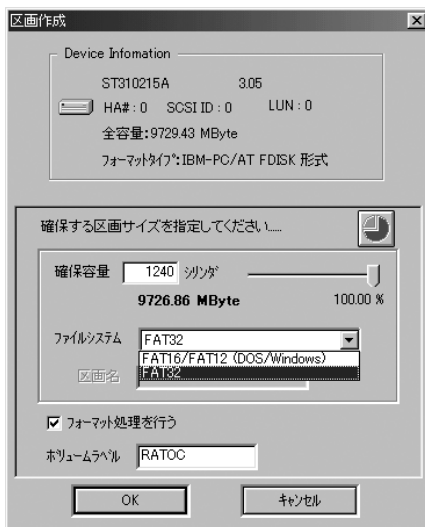 区画作成
Device Infomation
ST310215A 3.05
HA# : 0 SCSI ID : 0 LUN : 0
全容量:9729.43 MByte
フォーマットタイプ:IBM-PC/AT FDISK 形式
確保する区画サイズを指定してください.....
確保容量 1240 シリンダ
9726.86 MByte 100.00 %
ファイルシステム FAT32
FAT16/FAT12 (DOS/Windows)
区画名 FAT32
フォーマット処理を行う
ボリュームラベル RATOC
OK キャンセル